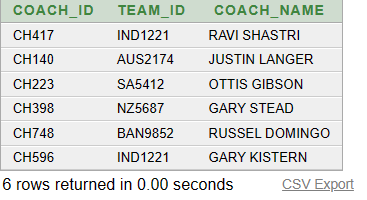 COACH_ID TEAM_ID COACH_NAME
CH417 IND1221 RAVI SHASTRI
CH140 AUS2174 JUSTIN LANGER
CH223 SA5412 OTTIS GIBSON
CH398 NZ5687 GARY STEAD
CH748 BAN9852 RUSSEL DOMINGO
CH596 IND1221 GARY KISTERN
6 rows returned in 0.00 seconds CSV Export